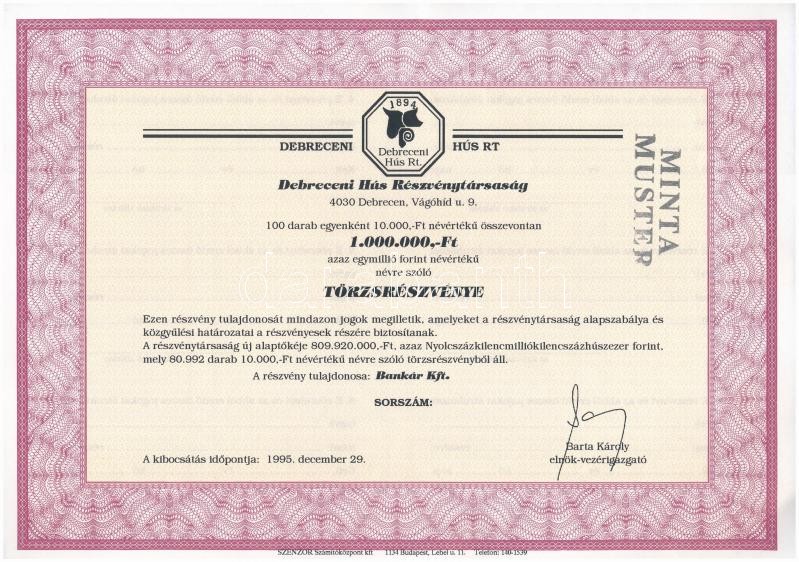 1894
Debreceni
Hús Rt.
DEBRECENI HÚS RT
MINTA
MUSTER
Debreceni Hús Részvénytársaság
4030 Debrecen, Vágóhíd u. 9.
100 darab egyenként 10.000,-Ft névértékű összevontan
1.000.000,-Ft
azaz egymillió forint névértékű
névre szóló
TÖRZSRÉSZVÉNYE
Ezen részvény tulajdonosát mindazon jogok megilletik, amelyeket a részvénytársaság alapszabálya és
közgyűlési határozatai a részvényesek részére biztosítanak.
A részvénytársaság új alaptőkéje 809.920.000,-Ft, azaz Nyolcszázkilencmilliókilencszázhúszezer forint,
mely 80.992 darab 10.000,-Ft névértékű névre szóló törzsrészvényből áll.
A részvény tulajdonosa: Bankár Kft.
SORSZÁM:
Barta Károly
A kibocsátás időpontja: 1995. december 29. elnök-vezérigazgató
SZENZOR Számítóközpont kft 1134 Budapest, Lehel u. 11. Telefon: 140-1539